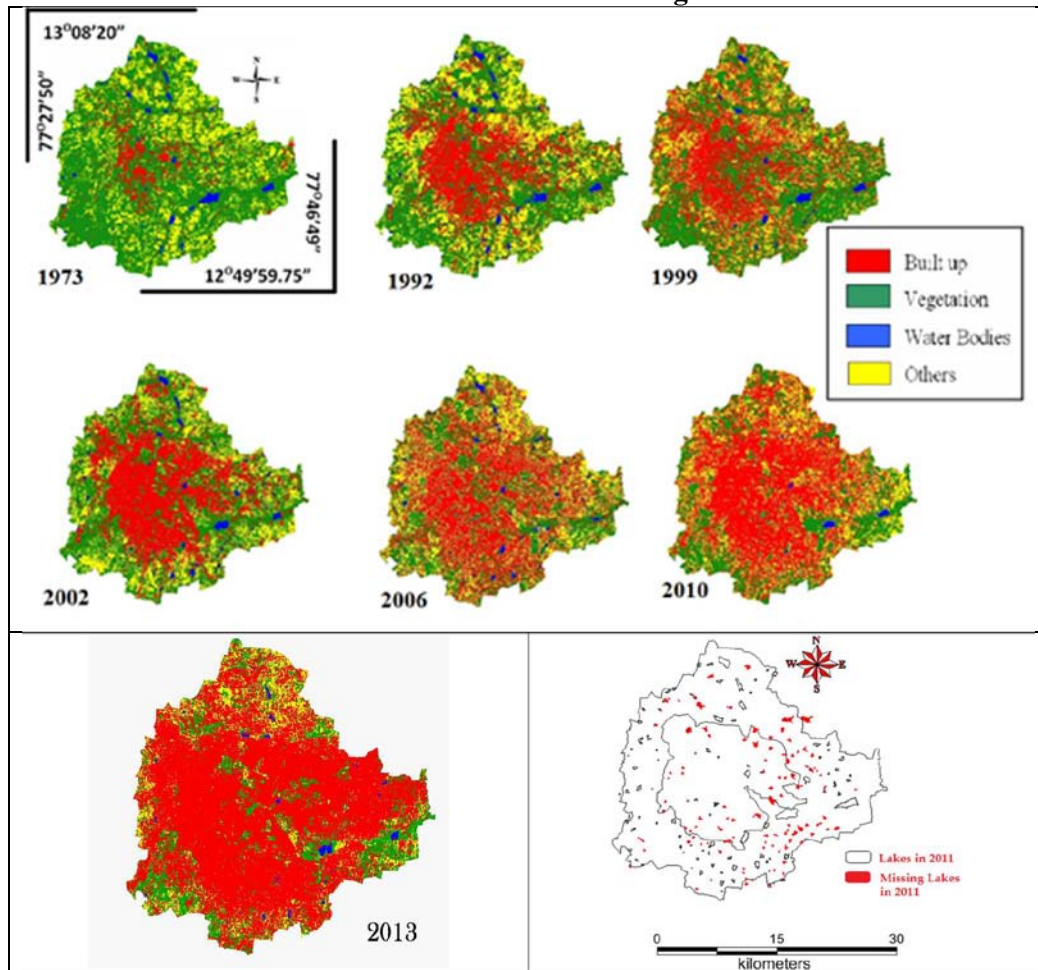 13°08'20"
77°27'50"
N
W E
S
77°46'49"
12°49'59.75"
1973
1992
1999
Built up
Vegetation
Water Bodies
Others
2002
2006
2010
2013
N
W E
S
Lakes in 2011
Missing Lakes
in 2011
0 15 30
kilometers